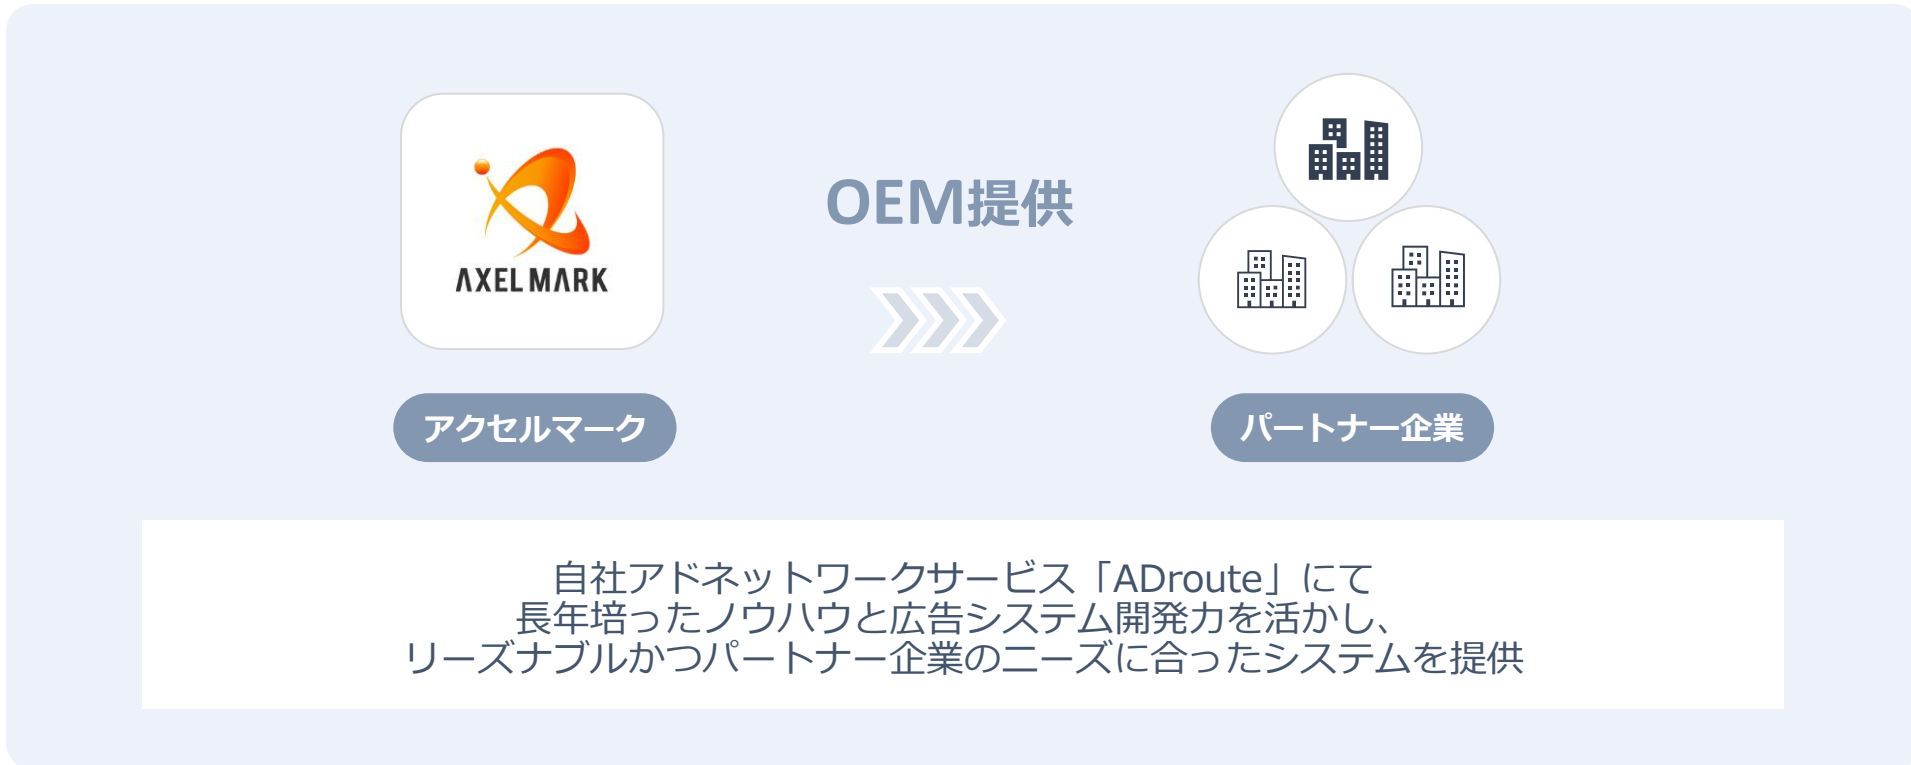 AXEL MARK
OEM提供
アクセルマーク
パートナー企業
自社アドネットワークサービス「ADroute」にて
長年培ったノウハウと広告システム開発力を活かし、
リーズナブルかつパートナー企業のニーズに合ったシステムを提供